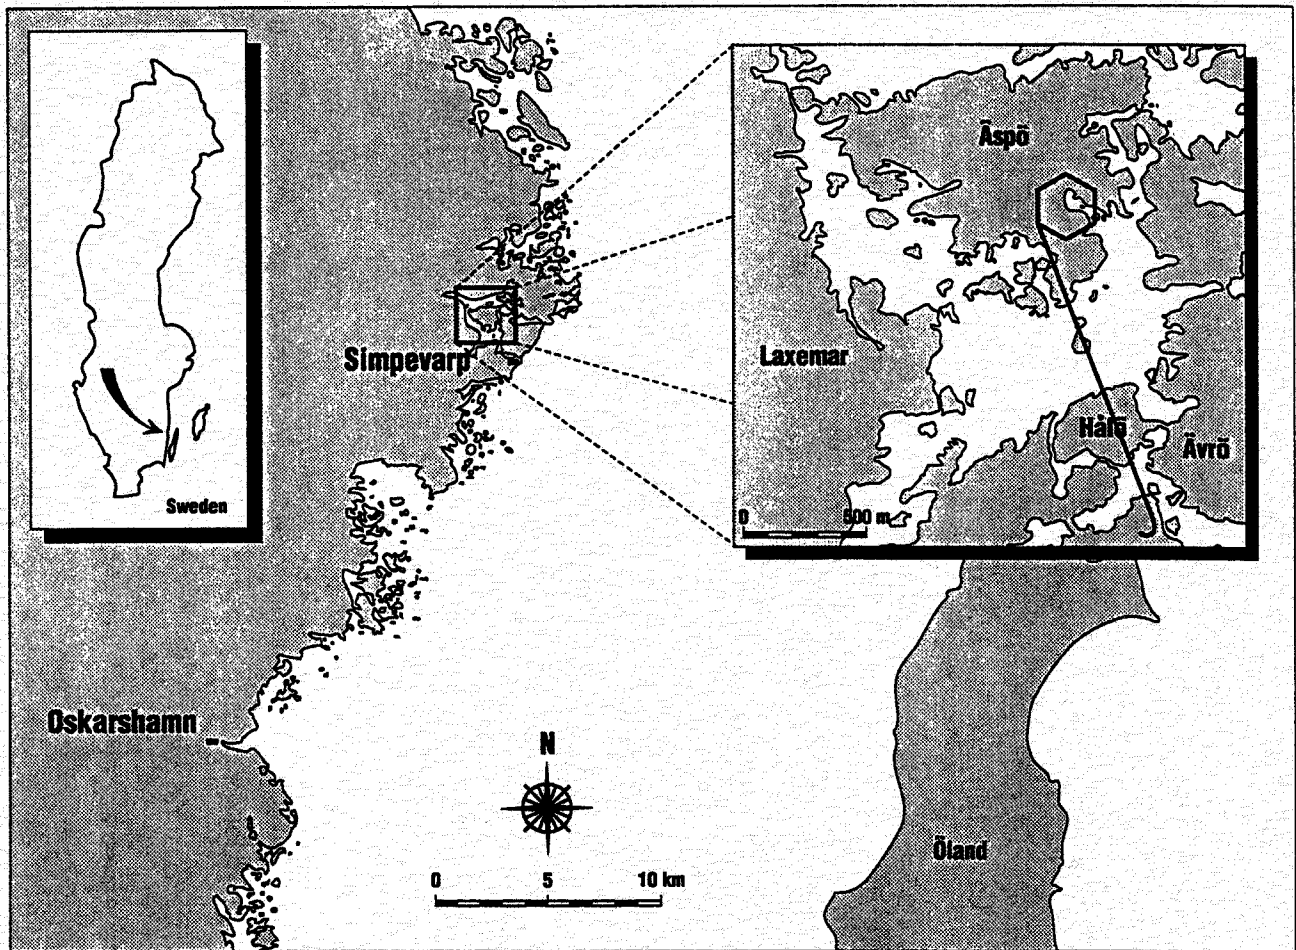 Sweden
Simpevarp
Oskarshamn
N
0 5 10 km
Äspö
Laxemar
Hålö
Ävrö
0 500 m
Öland